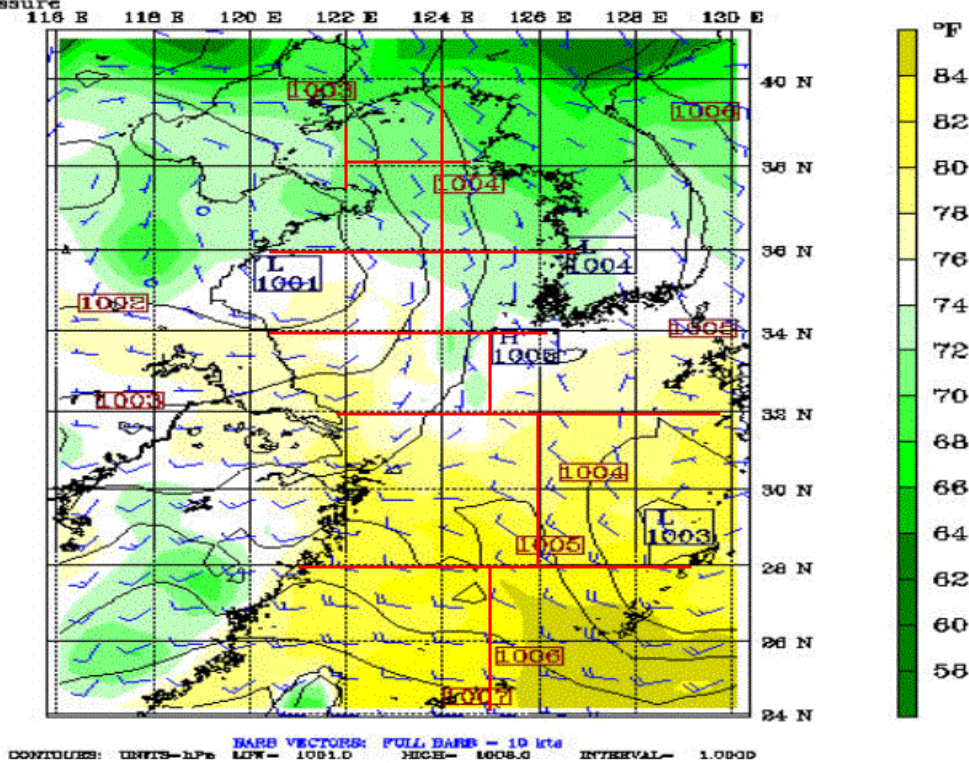 ssure
116 E 118 E 120 E 122 E 124 E 126 E 128 E 130 E
°F
1003
40 N
84
1006
82
38 N
80
1004
78
36 N
L
1001
L
1004
76
1002
74
1005
34 N
H
72
1003
32 N
70
68
1004
30 N
66
L
1003
64
1005
28 N
62
26 N
60
1006
58
1007
24 N
BARB VECTORS: FULL BARB = 10 kts
CONTOURS: UNITS=hPa LOW= 1001.0 HIGH= 1008.0 INTERVAL= 1.0000